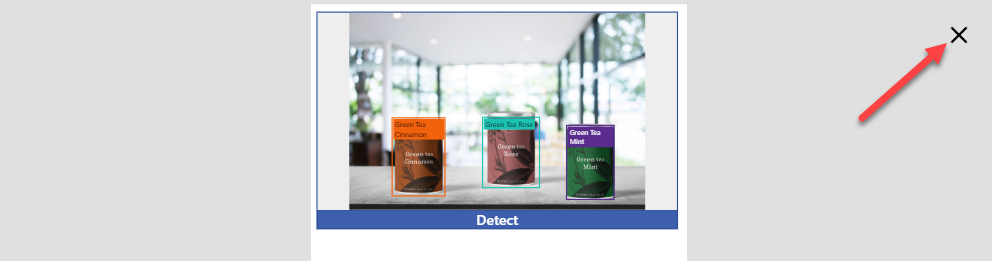 Green Tea
Cinnamon
Green Tea Rose
Green Tea
Mint
Green tea
Cinnamon
Green tea
Rose
Green tea
Mint
Detect